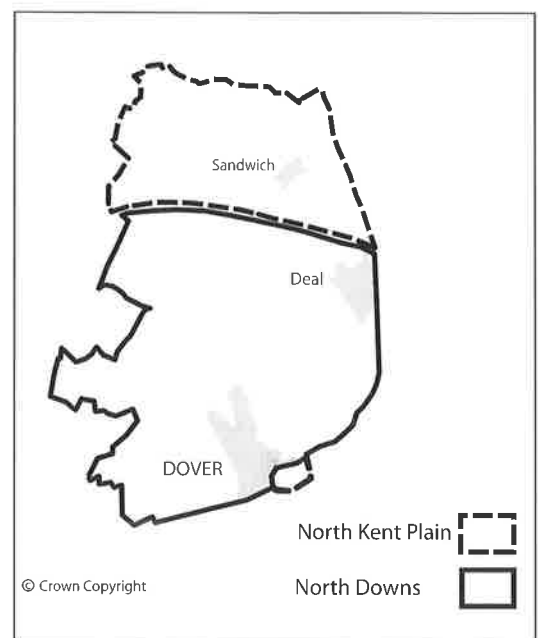 Sandwich
Deal
DOVER
North Kent Plain
North Downs
© Crown Copyright